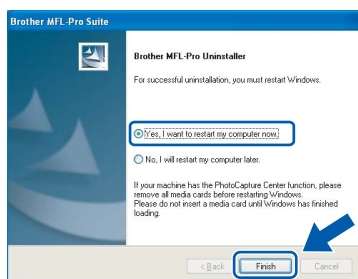 Brother MFL-Pro Suite
Brother MFL-Pro Uninstaller
For successful uninstallation, you must restart Windows.
Yes, I want to restart my computer now.
No, I will restart my computer later.
If your machine has the PhotoCapture Center function, please
remove all media cards before restarting Windows.
Please do not insert a media card until Windows has finished
loading.
< Back Finish Cancel